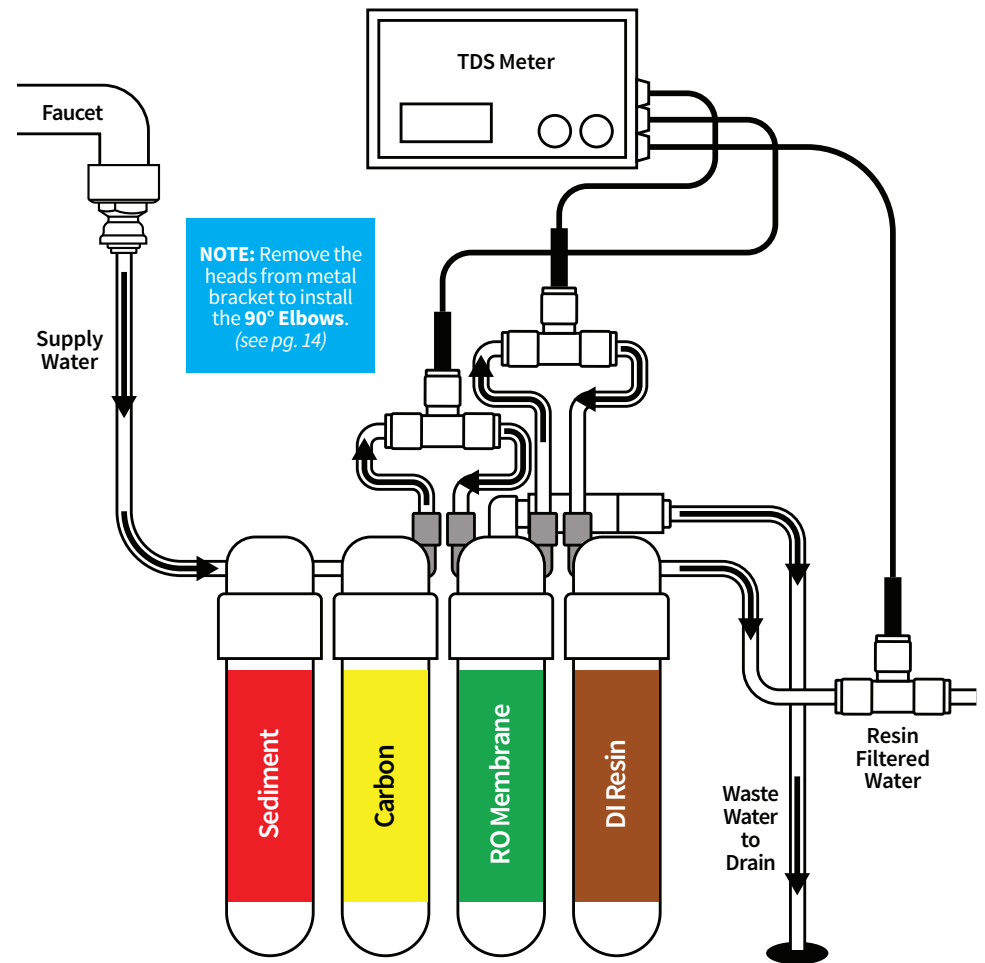 TDS Meter
Faucet
NOTE: Remove the
heads from metal
bracket to install
the 90° Elbows.
(see pg. 14)
Supply
Water
Sediment
Carbon
RO Membrane
DI Resin
Resin
Filtered
Water
Waste
Water
to
Drain